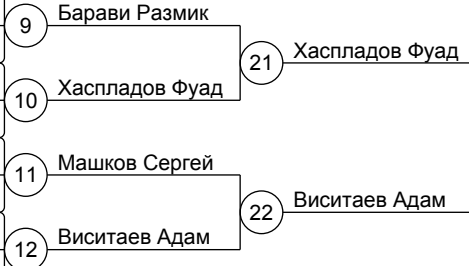 9 Барави Размик
21 Хаспладов Фуад
10 Хаспладов Фуад
11 Машков Сергей
22 Виситаев Адам
12 Виситаев Адам